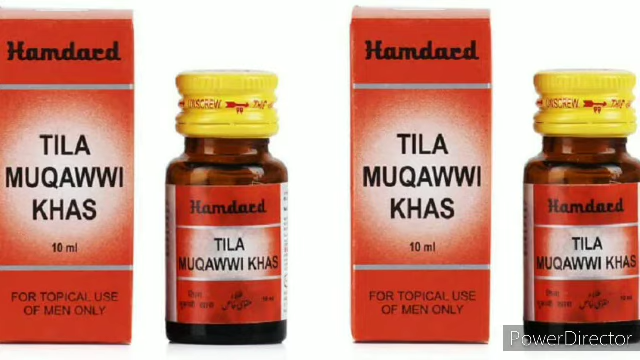 Hamdard
TILA
MUQAWWI
KHAS
10 ml
FOR TOPICAL USE
OF MEN ONLY
UNSCREW
Hamdard
TILA
MUQAWWI KHAS
10 ml
Hamdard
TILA
MUQAWWI
KHAS
10 ml
FOR TOPICAL USE
OF MEN ONLY
UNSCREW
Hamdard
TILA
MUQAWWI KHAS
PowerDirector